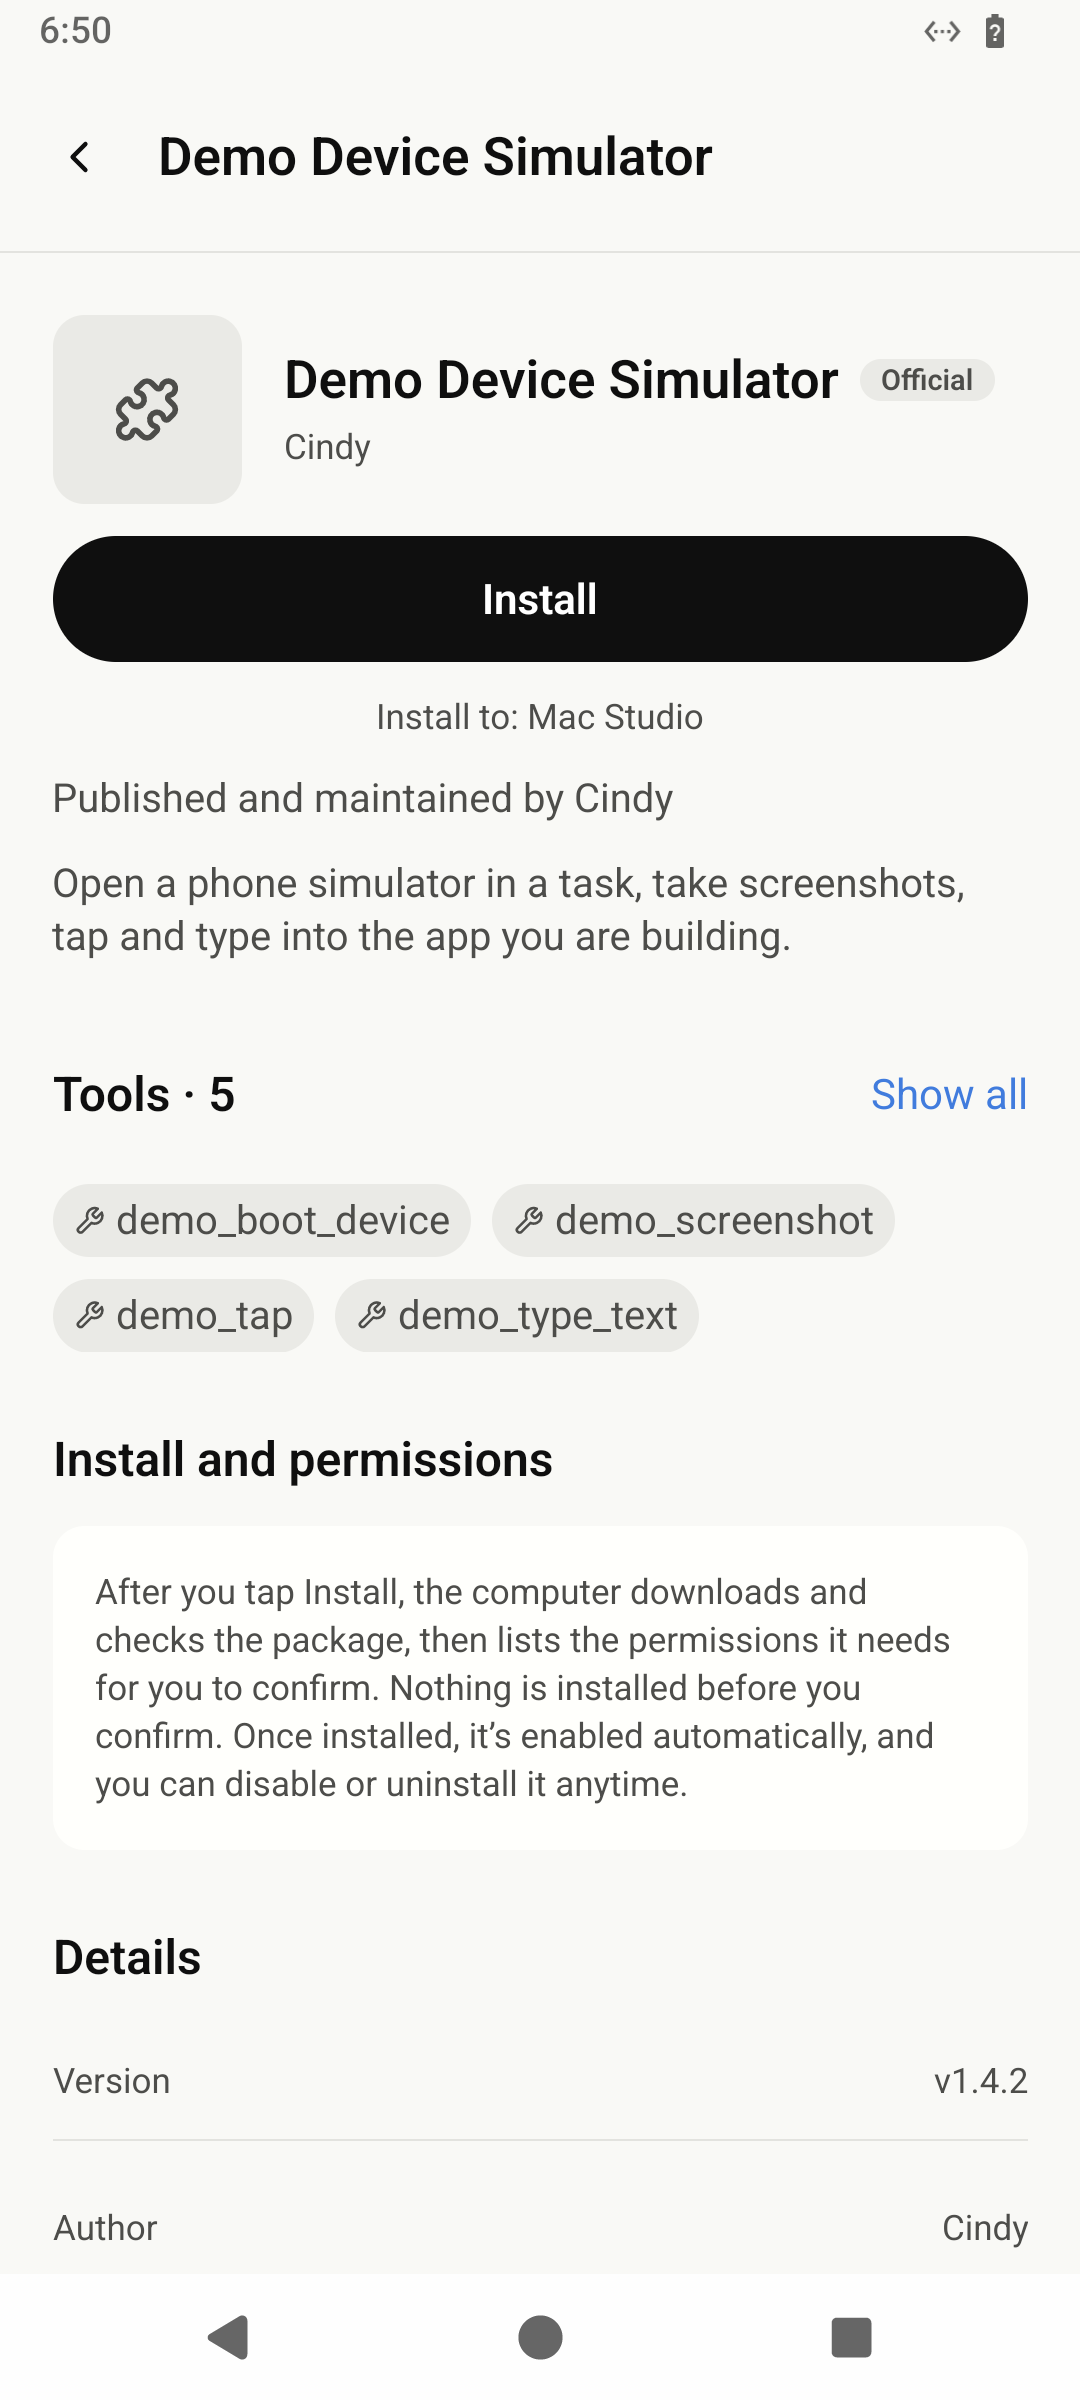 6:50
Demo Device Simulator
Demo Device Simulator Official
Cindy
Install
Install to: Mac Studio
Published and maintained by Cindy
Open a phone simulator in a task, take screenshots,
tap and type into the app you are building.
Tools · 5 Show all
demo_boot_device demo_screenshot
demo_tap demo_type_text
Install and permissions
After you tap Install, the computer downloads and
checks the package, then lists the permissions it needs
for you to confirm. Nothing is installed before you
confirm. Once installed, it’s enabled automatically, and
you can disable or uninstall it anytime.
Details
Version v1.4.2
Author Cindy